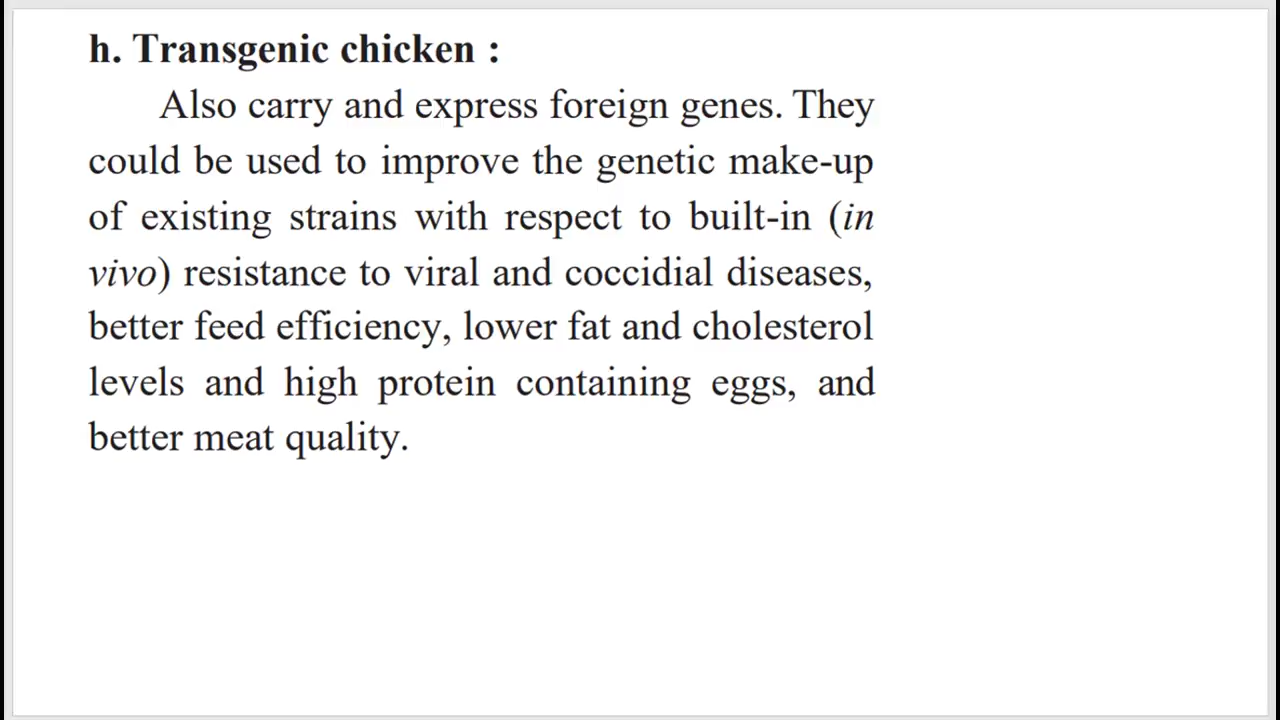 h. Transgenic chicken :
Also carry and express foreign genes. They
could be used to improve the genetic make-up
of existing strains with respect to built-in (in
vivo) resistance to viral and coccidial diseases,
better feed efficiency, lower fat and cholesterol
levels and high protein containing eggs, and
better meat quality.